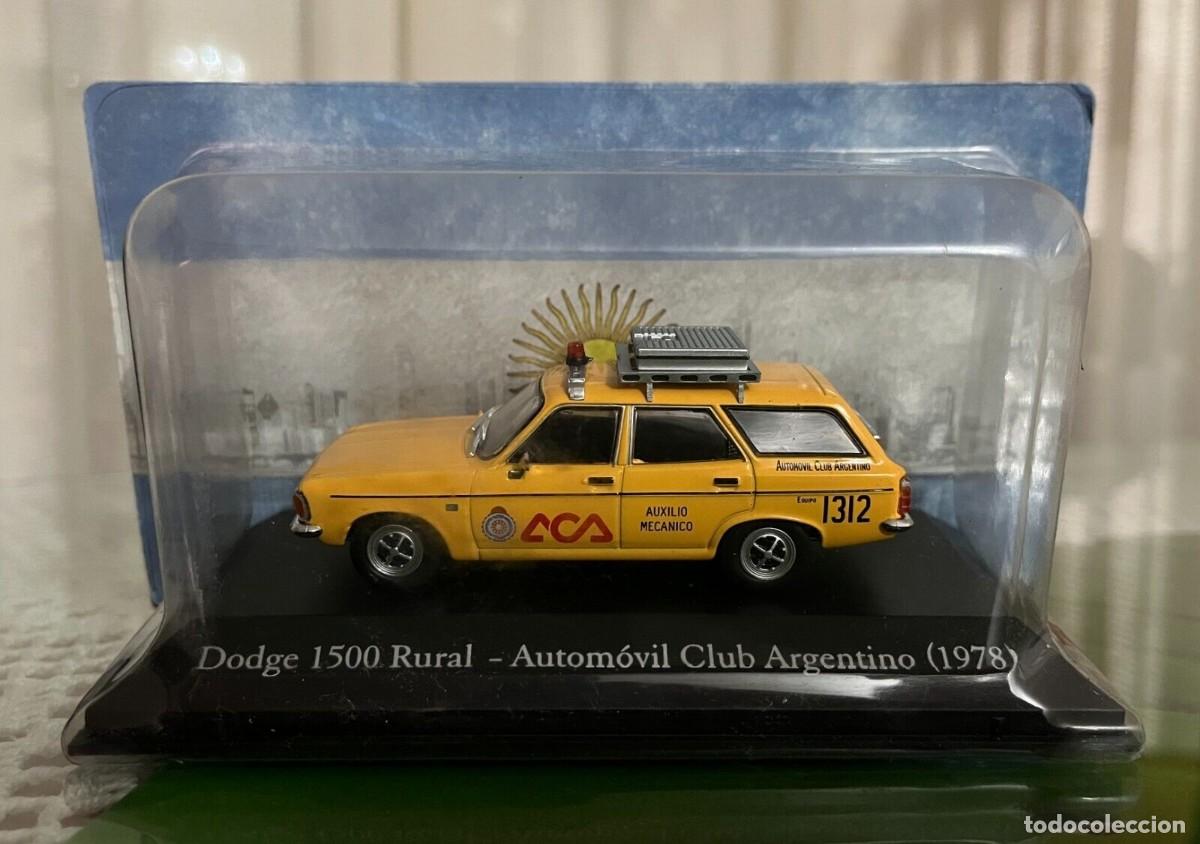 AUTOMOVIL CLUB ARGENTINO
EQUIPO 1312
ACA
AUXILIO
MECANICO
Dodge 1500 Rural - Automóvil Club Argentino (1978)
todocoleccion